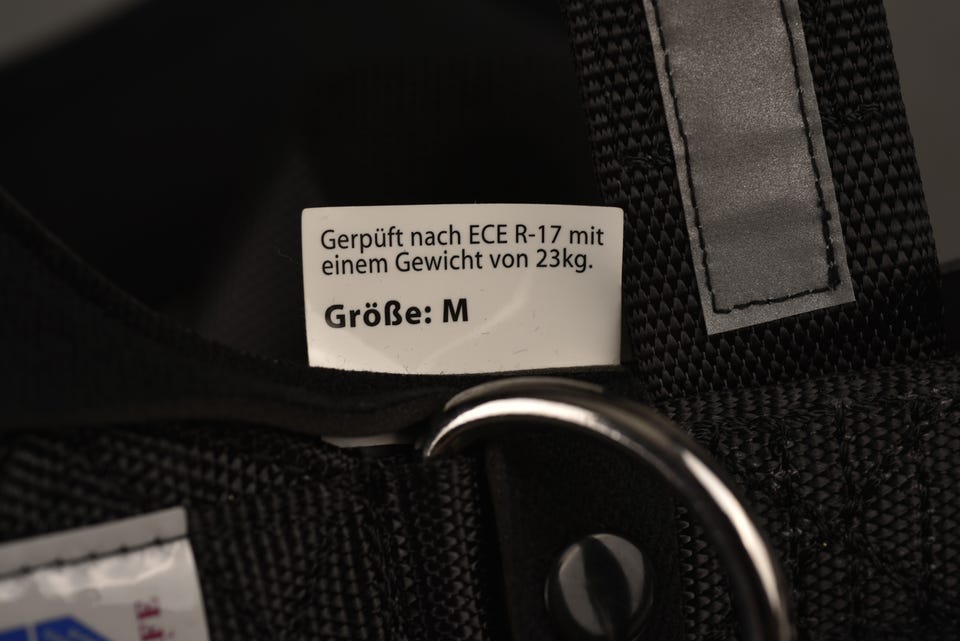 Gerpüft nach ECE R-17 mit
einem Gewicht von 23kg.
Größe: M